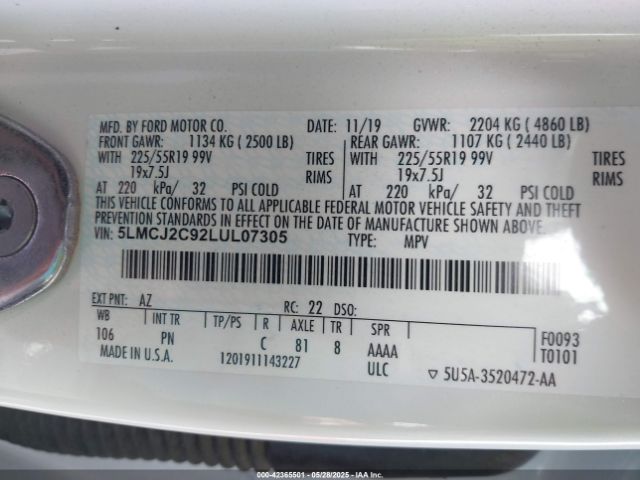 MFD. BY FORD MOTOR CO. DATE: 11/19 GVWR: 2204 KG ( 4860 LB)
FRONT GAWR: 1134 KG ( 2500 LB) REAR GAWR: 1107 KG ( 2440 LB)
WITH 225/55R19 99V TIRES WITH 225/55R19 99V TIRES
19x7.5J RIMS 19x7.5J RIMS
AT 220 kPa/ 32 PSI COLD AT 220 kPa/ 32 PSI COLD
THIS VEHICLE CONFORMS TO ALL APPLICABLE FEDERAL MOTOR VEHICLE SAFETY AND THEFT
PREVENTION STANDARDS IN EFFECT ON THE DATE OF MANUFACTURE SHOWN ABOVE.
VIN: 5LMCJ2C92LUL07305 TYPE: MPV
EXT PNT: AZ RC: 22 DSO:
WB INT TR TP/PS R AXLE TR SPR
106 PN C 81 8 AAAA F0093
MADE IN U.S.A. 1201911143227 ULC T0101
5U5A-3520472-AA
000-42365501 - 05/28/2025 - IAAI.COM